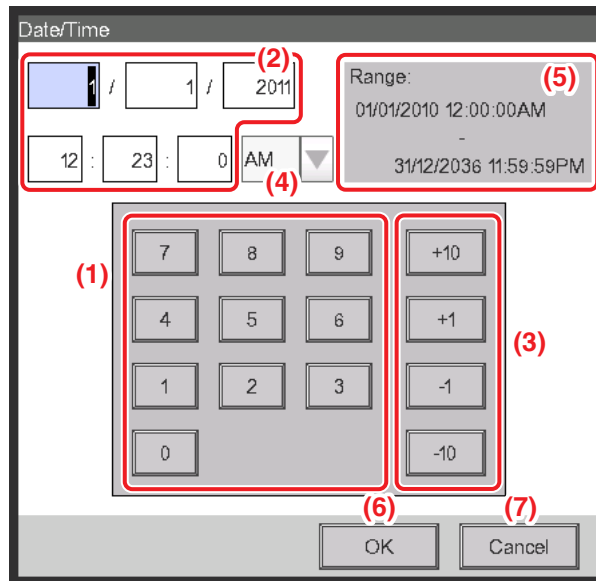 Date/Time
(2)
1 / 1 / 2011
12 : 23 : 0 AM
(4)
Range: (5)
01/01/2010 12:00:00AM
-
31/12/2036 11:59:59PM
(1)
7 8 9 +10
4 5 6 +1
(3)
1 2 3 -1
0 -10
(6) (7)
OK Cancel